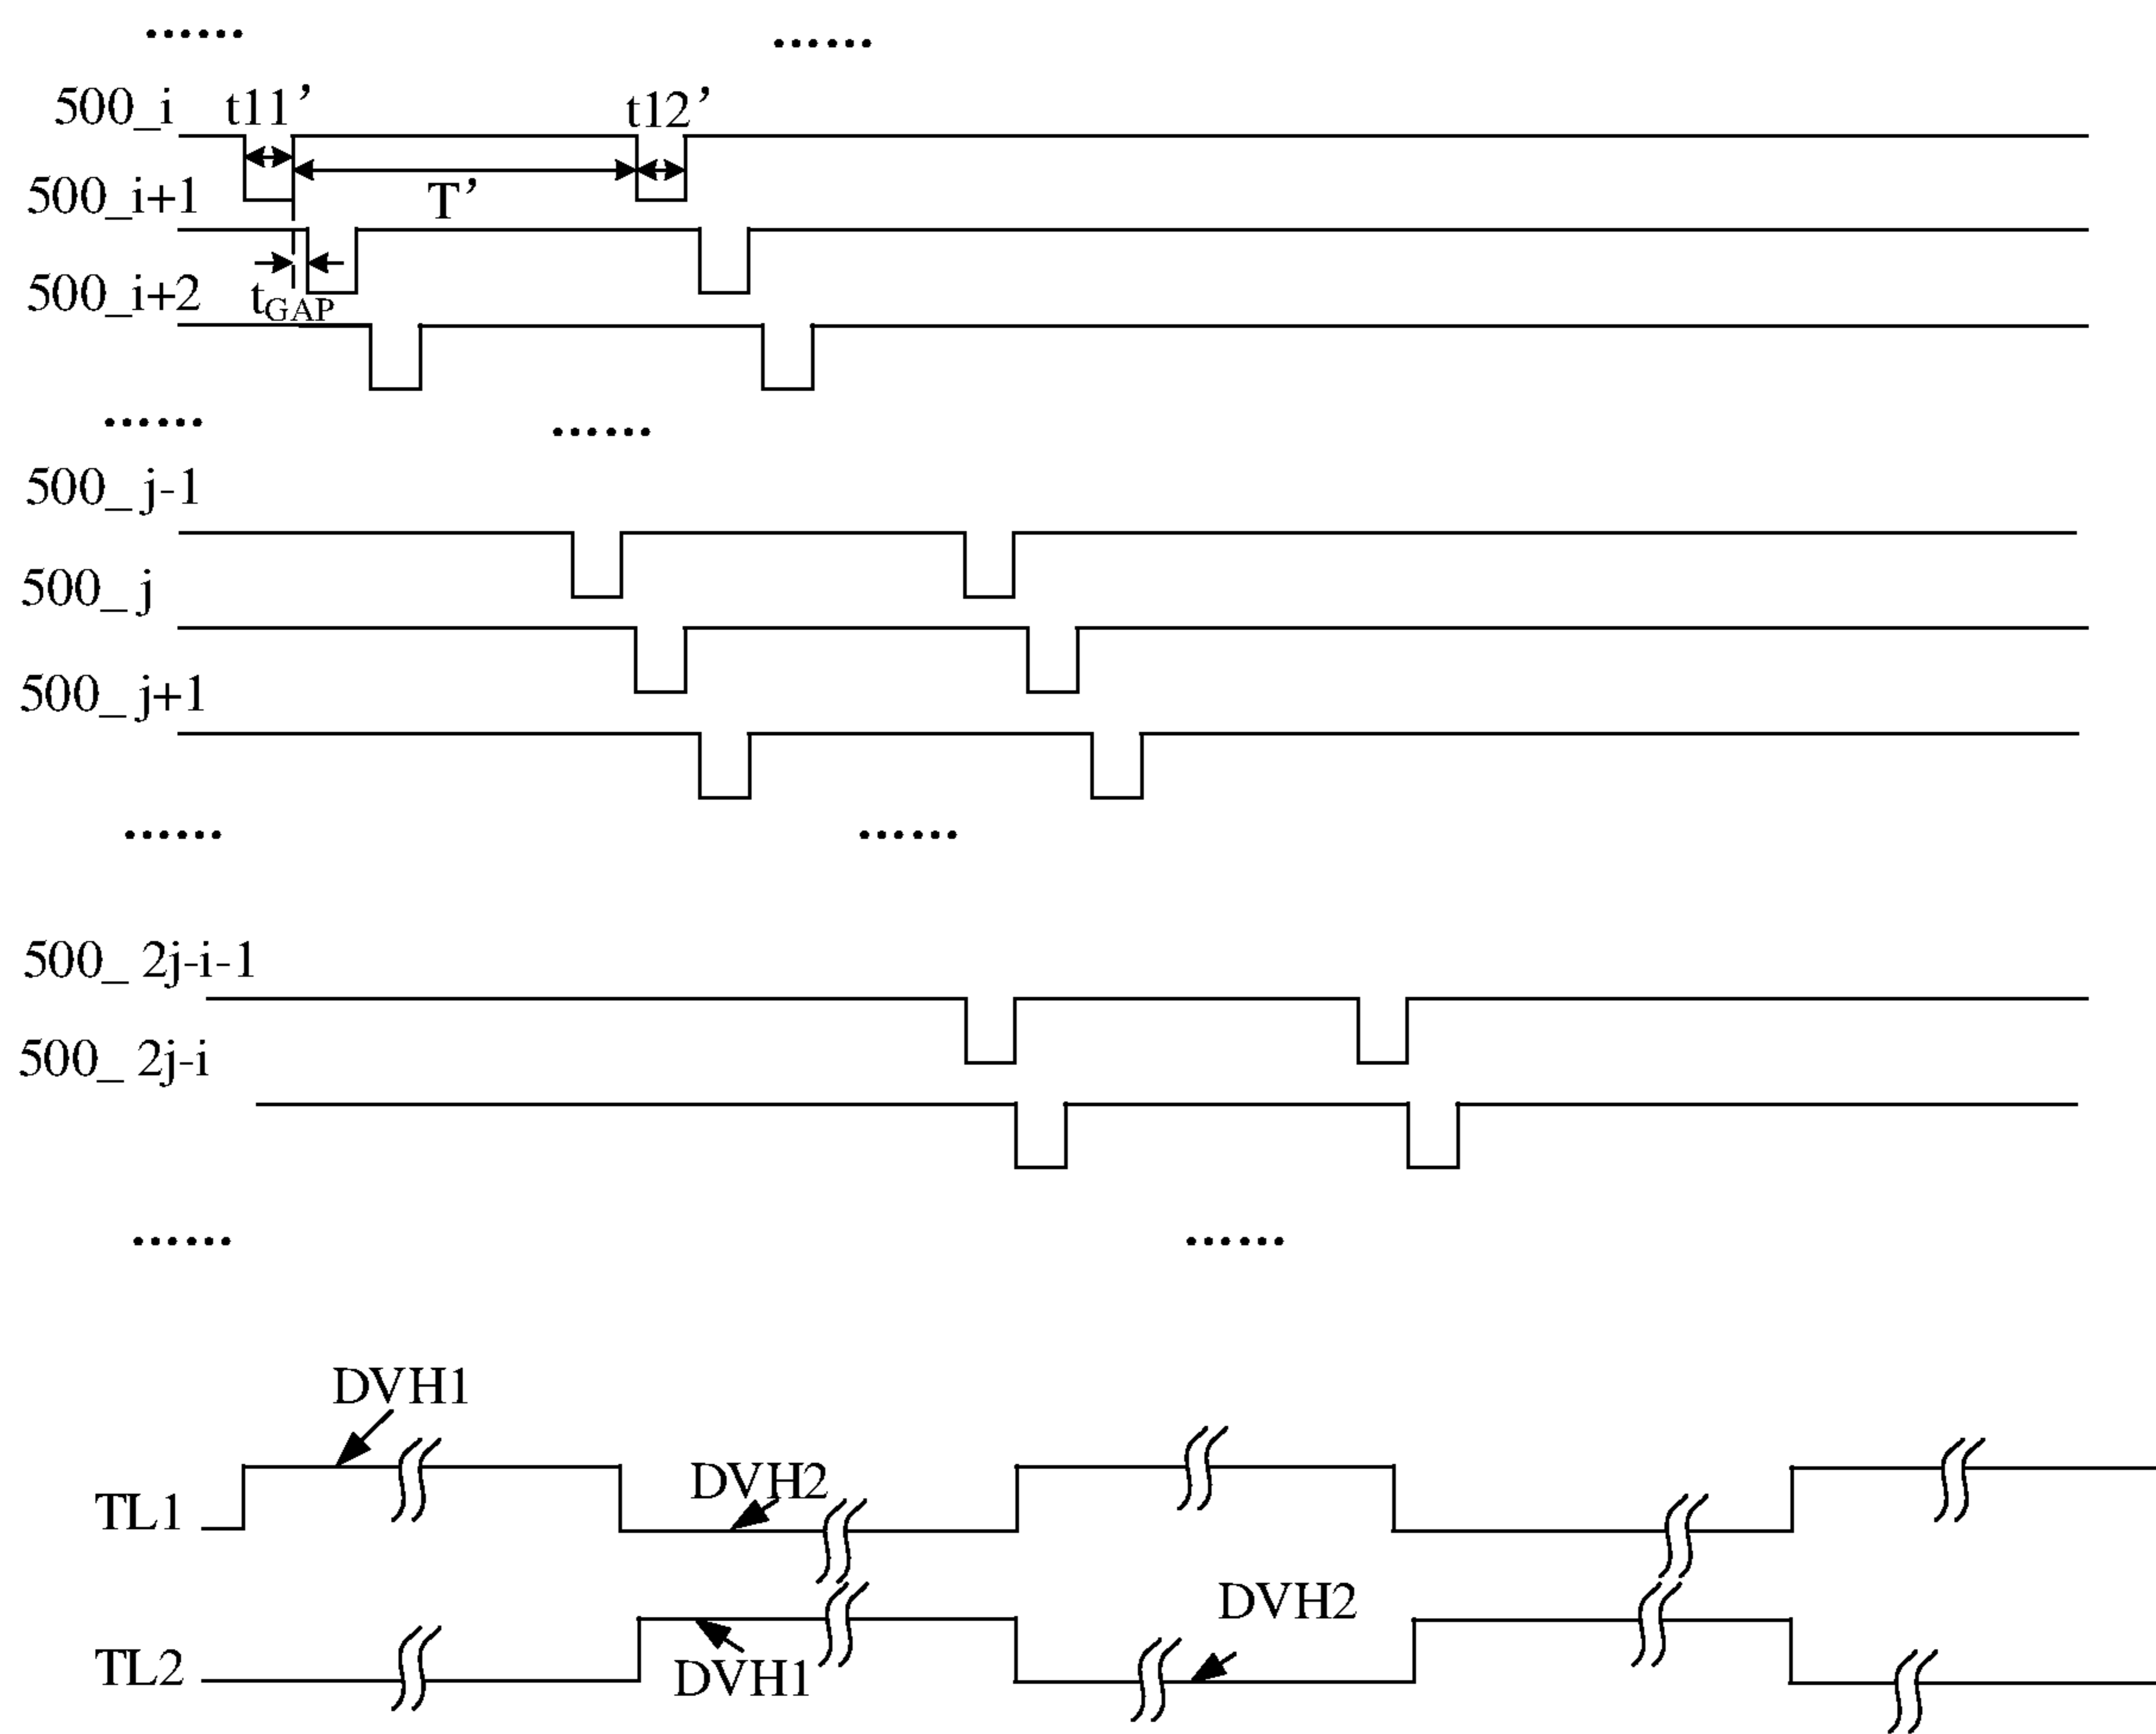 ......
......
500_i
t11’
t12’
500_i+1
T’
500_i+2
tGAP
......
......
500_ j-1
500_ j
500_ j+1
......
......
500_ 2j-i-1
500_ 2j-i
......
......
DVH1
DVH2
TL1
DVH2
TL2
DVH1